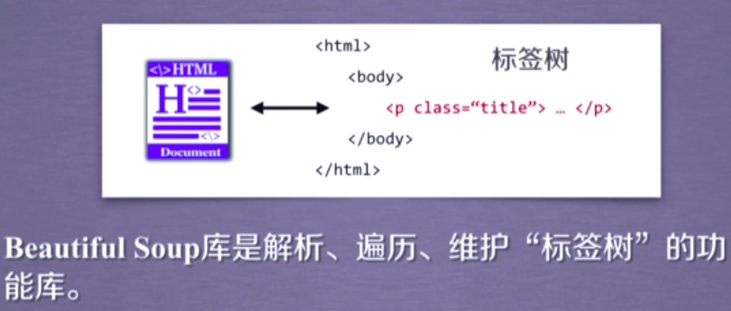 <\>HTML
H<>
<\>
Document
<html>
<body>
<p class=“title”> … </p>
</body>
</html>
标签树
Beautiful Soup库是解析、遍历、维护“标签树”的功
能库。